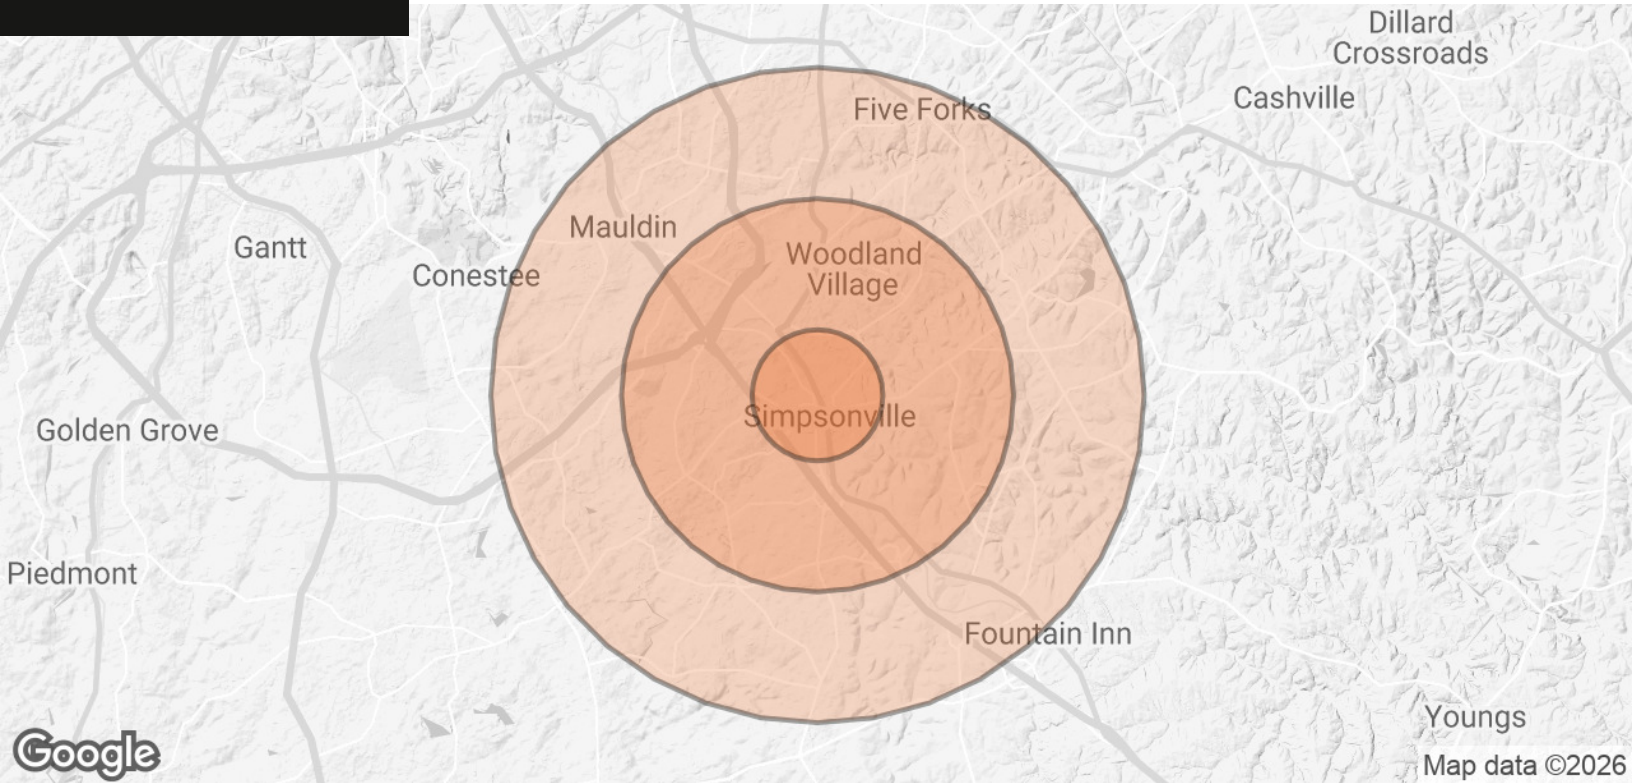 Dillard
Crossroads
Cashville
Five Forks
Mauldin
Gantt
Woodland
Village
Conestee
Simpsonville
Golden Grove
Piedmont
Fountain Inn
Youngs
Google
Map data ©2026